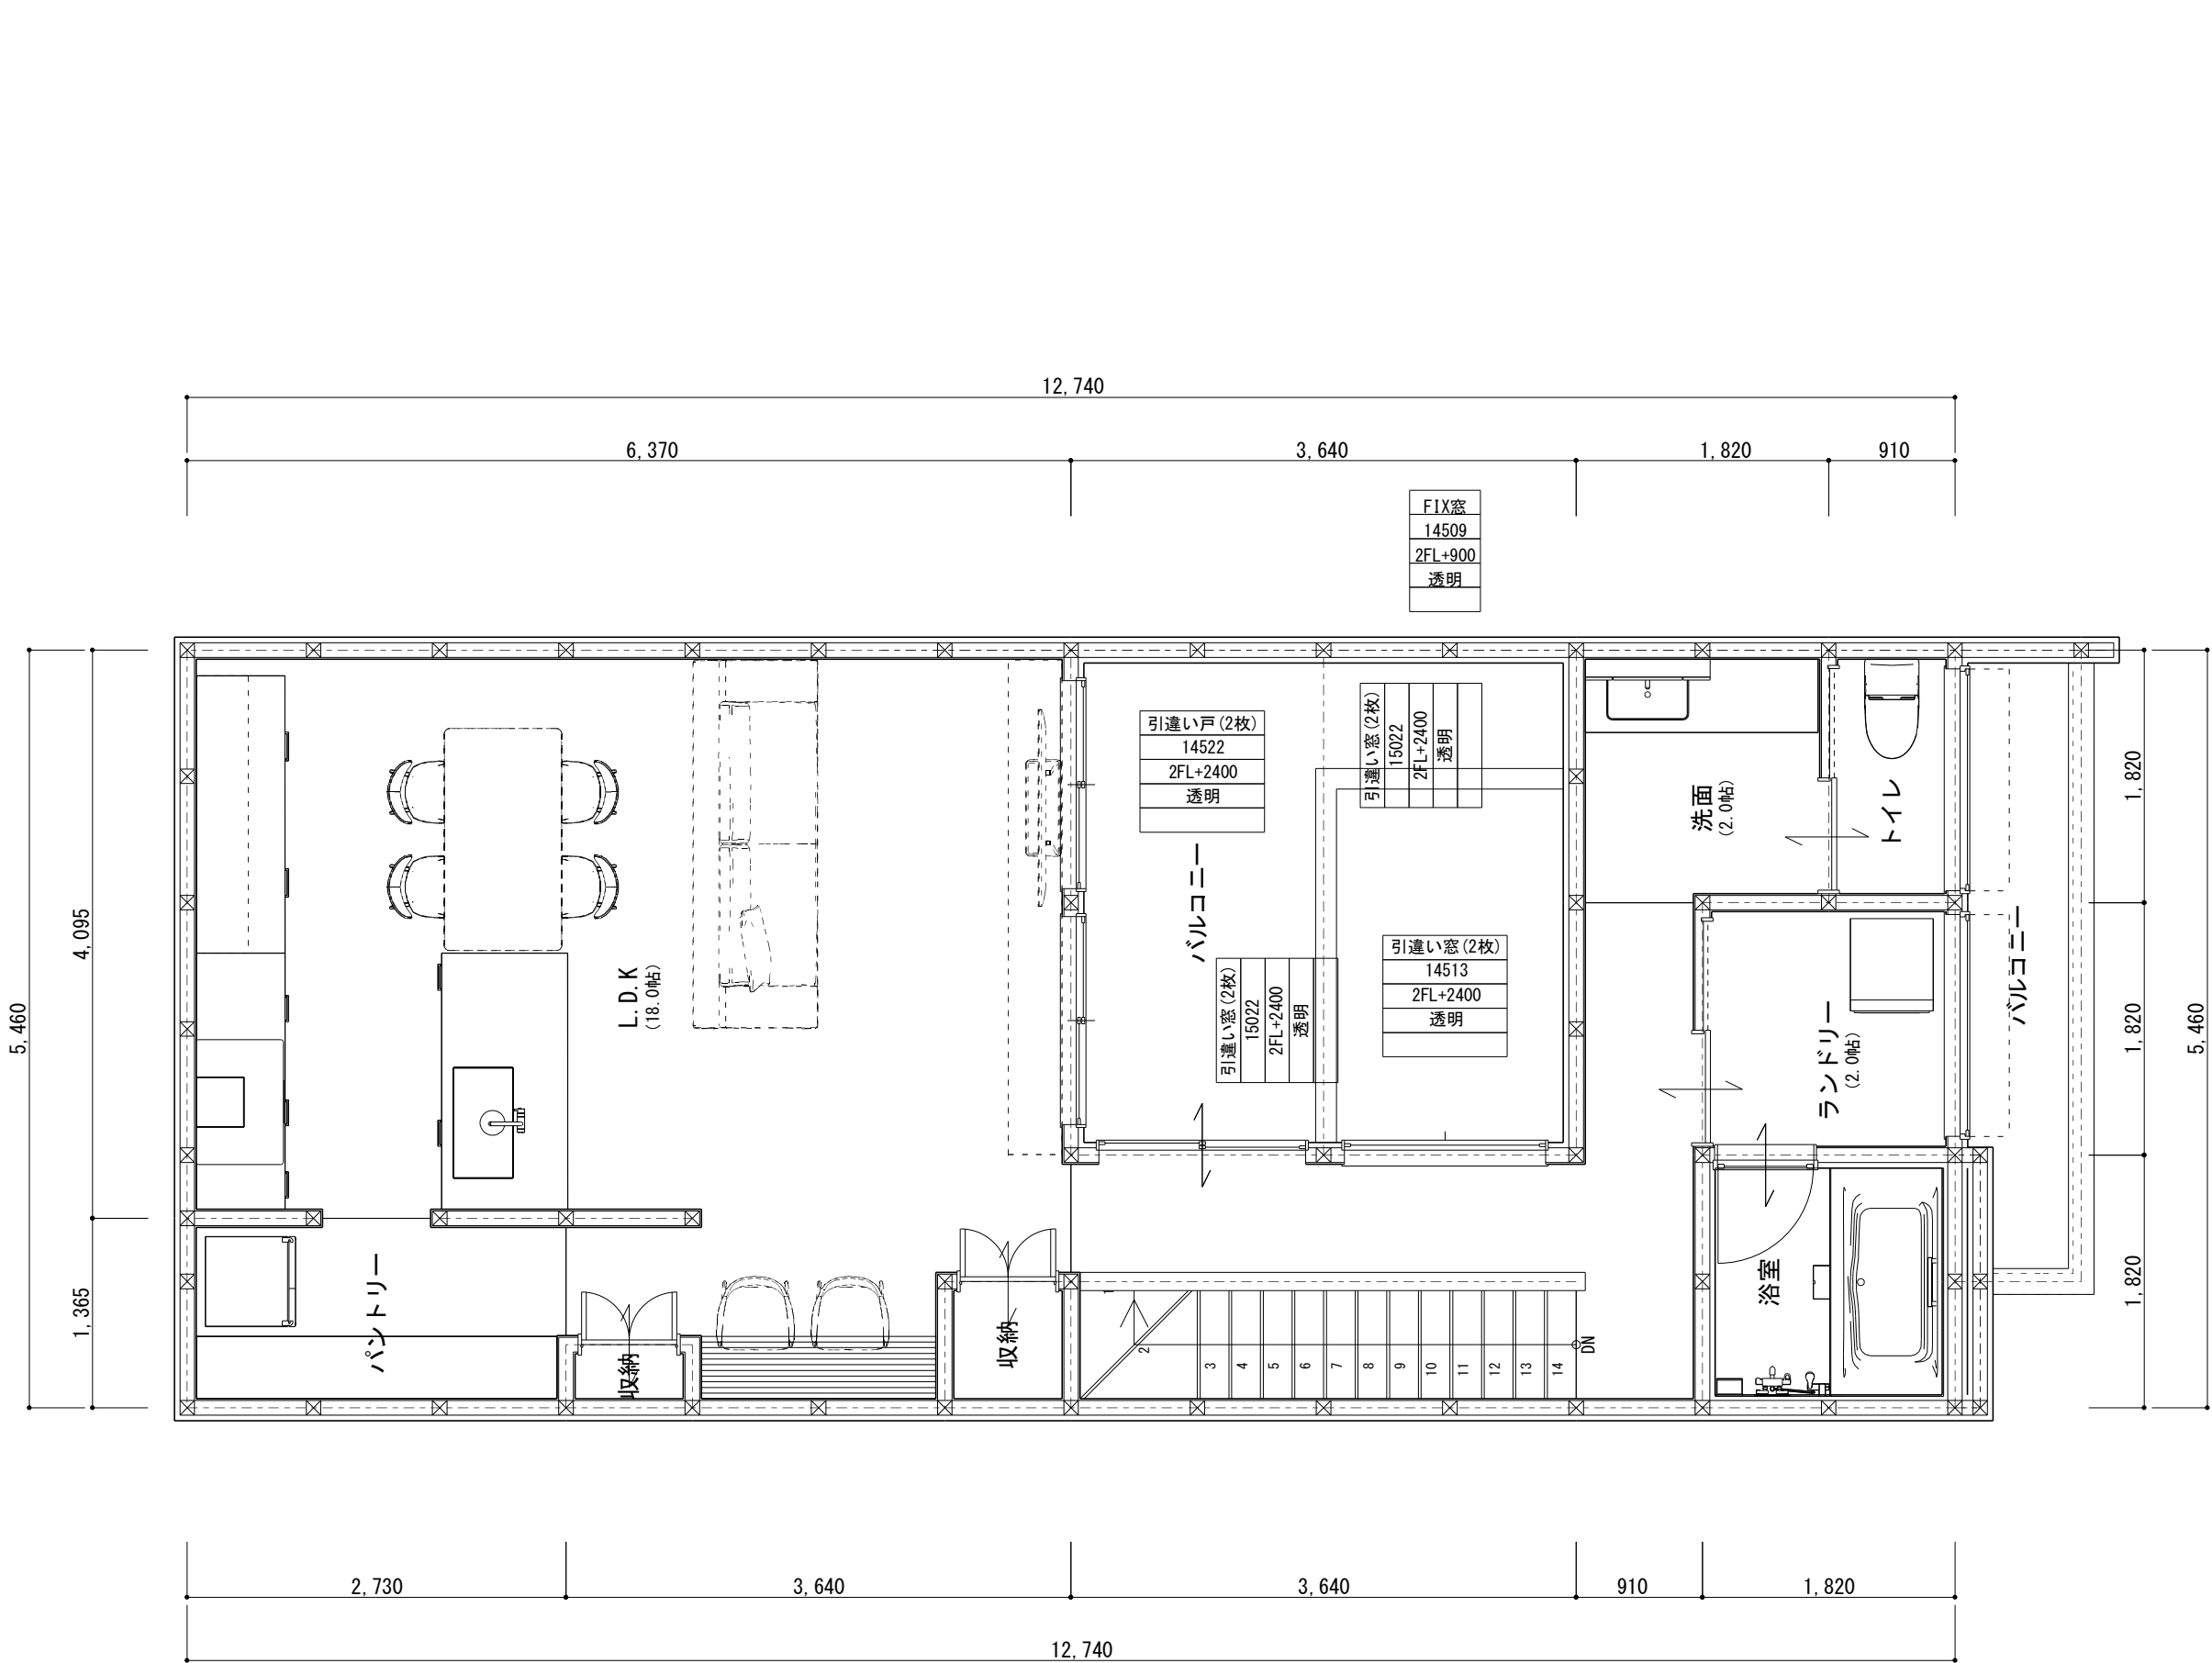 12,740
6,370
3,640
1,820
910
FIX窓
14509
2FL+900
透明
引違い戸(2枚)
14522
2FL+2400
透明
引違い窓(2枚)
15022
2FL+2400
透明
引違い窓(2枚)
15022
2FL+2400
透明
引違い窓(2枚)
14513
2FL+2400
透明
バルコニー
洗面
(2.0帖)
トイレ
L.D.K
(18.0帖)
ランドリー
(2.0帖)
バルコニー
浴室
パントリー
収納
収納
1
2
3
4
5
6
7
8
9
10
11
12
13
14
DN
5,460
4,095
1,365
1,820
1,820
1,820
5,460
2,730
3,640
3,640
910
1,820
12,740